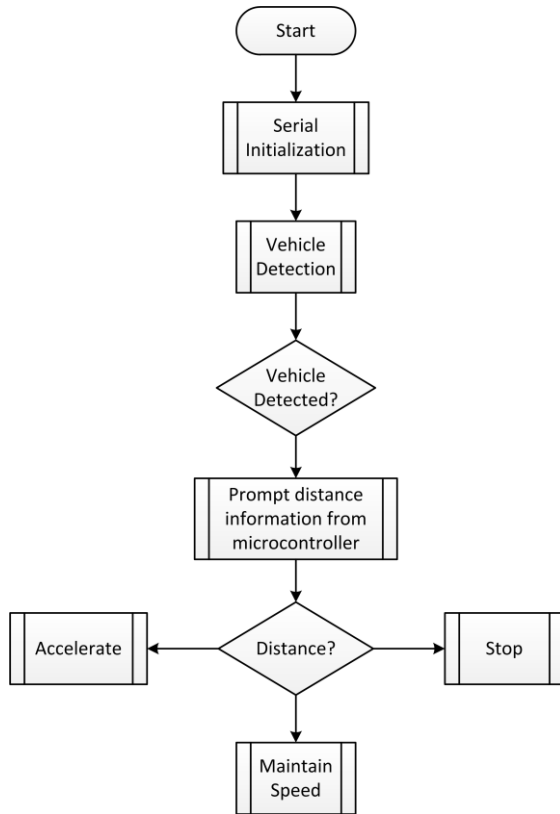 Start
Serial
Initialization
Vehicle
Detection
Vehicle
Detected?
Prompt distance
information from
microcontroller
Accelerate
Distance?
Stop
Maintain
Speed